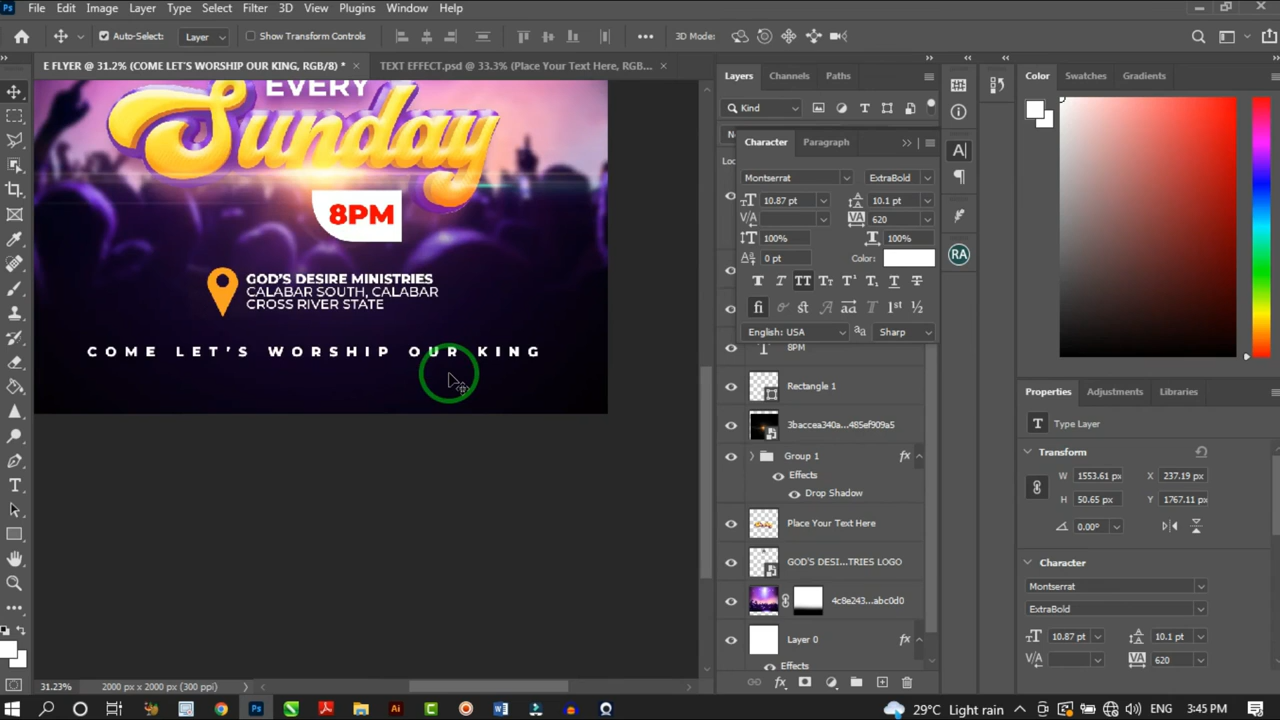 Ps File Edit Image Layer Type Select Filter 3D View Plugins Window Help
Auto-Select: Layer Show Transform Controls 3D Mode:
E FLYER @ 31.2% (COME LET'S WORSHIP OUR KING, RGB/8) * TEXT EFFECT.psd @ 33.3% (Place Your Text Here, RGB...
EVERY
Sunday
8PM
GOD'S DESIRE MINISTRIES
CALABAR SOUTH, CALABAR
CROSS RIVER STATE
COME LET'S WORSHIP OUR KING
31.23% 2000 px x 2000 px (300 ppi)
Layers Channels Paths
Kind
Character Paragraph
Montserrat ExtraBold
10.87 pt 10.1 pt
620
100% 100%
0 pt Color:
English: USA Sharp
8PM
Rectangle 1
3baccea340a...485ef909a5
Group 1 fx
Effects
Drop Shadow
Place Your Text Here
GOD'S DESI...TRIES LOGO
4c8e243...abc0d0
Layer 0 fx
Effects
RA
Color Swatches Gradients
Properties Adjustments Libraries
Type Layer
Transform
W 1553.61 px X 237.19 px
H 50.65 px Y 1767.11 px
0.00°
Character
Montserrat
ExtraBold
10.87 pt 10.1 pt
620
29°C Light rain ENG 3:45 PM